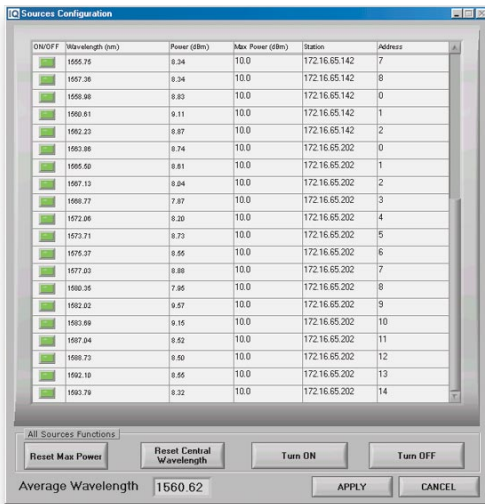 IQ Sources Configuration
ON/OFF Wavelength (nm) Power (dBm) Max Power (dBm) Station Address
1555.75 8.34 10.0 172.16.65.142 7
1557.36 8.34 10.0 172.16.65.142 8
1558.98 8.83 10.0 172.16.65.142 0
1560.61 9.11 10.0 172.16.65.142 1
1562.23 8.87 10.0 172.16.65.142 2
1563.86 8.74 10.0 172.16.65.202 0
1565.50 8.61 10.0 172.16.65.202 1
1567.13 8.04 10.0 172.16.65.202 2
1568.77 7.87 10.0 172.16.65.202 3
1572.06 8.20 10.0 172.16.65.202 4
1573.71 8.73 10.0 172.16.65.202 5
1575.37 8.55 10.0 172.16.65.202 6
1577.03 8.88 10.0 172.16.65.202 7
1580.35 7.95 10.0 172.16.65.202 8
1582.02 9.57 10.0 172.16.65.202 9
1583.69 9.15 10.0 172.16.65.202 10
1587.04 8.52 10.0 172.16.65.202 11
1588.73 8.50 10.0 172.16.65.202 12
1592.10 8.55 10.0 172.16.65.202 13
1593.79 8.32 10.0 172.16.65.202 14
All Sources Functions
Reset Max Power
Reset Central
Wavelength
Turn ON
Turn OFF
Average Wavelength 1560.62
APPLY
CANCEL